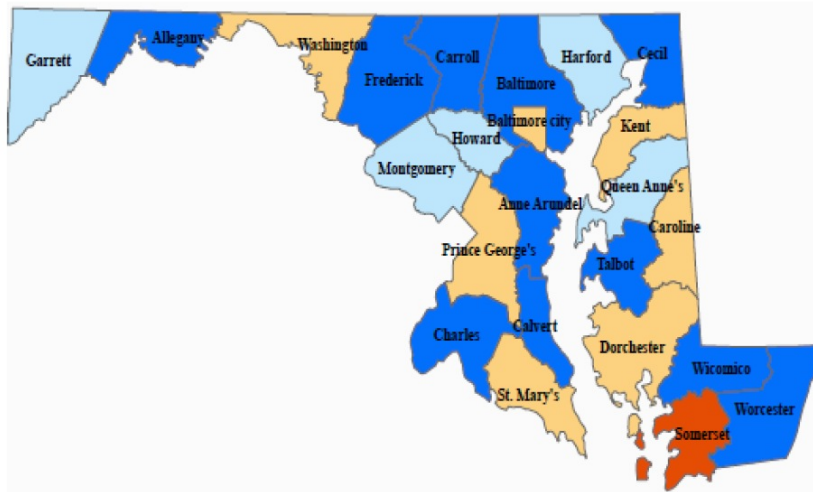 Garrett
Allegany
Washington
Frederick
Carroll
Baltimore
Harford
Cecil
Baltimore city
Kent
Howard
Montgomery
Queen Anne's
Anne Arundel
Caroline
Prince George's
Talbot
Charles
Calvert
Dorchester
Wicomico
St. Mary's
Worcester
Somerset